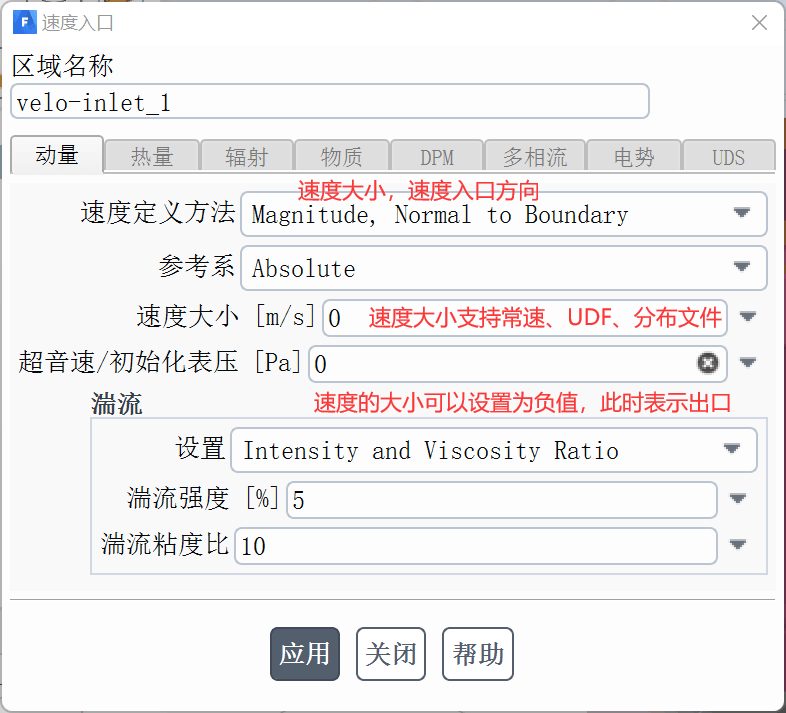 F 速度入口
区域名称
velo-inlet_1
动量 热量 辐射 物质 DPM 多相流 电势 UDS
速度大小，速度入口方向
速度定义方法 Magnitude, Normal to Boundary
参考系 Absolute
速度大小 [m/s] 0 速度大小支持常速、UDF、分布文件
超音速/初始化表压 [Pa] 0
湍流 速度的大小可以设置为负值，此时表示出口
设置 Intensity and Viscosity Ratio
湍流强度 [%] 5
湍流粘度比 10
应用 关闭 帮助